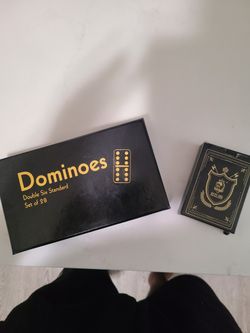 Dominoes
Double Six Standard
Set of 28